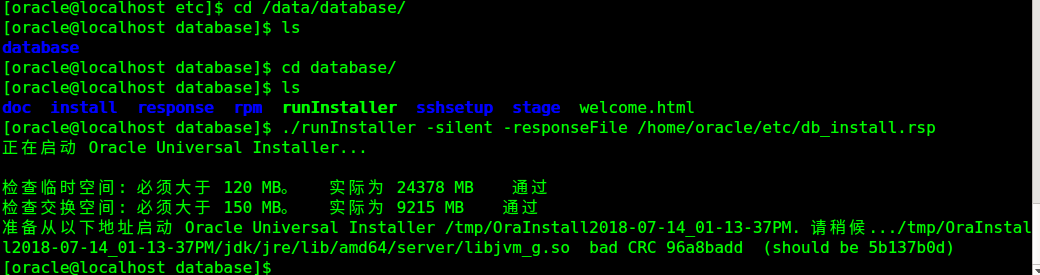 [oracle@localhost etc]$ cd /data/database/
[oracle@localhost database]$ ls
database
[oracle@localhost database]$ cd database/
[oracle@localhost database]$ ls
doc  install  response  rpm  runInstaller  sshsetup  stage  welcome.html
[oracle@localhost database]$ ./runInstaller -silent -responseFile /home/oracle/etc/db_install.rsp
正在启动 Oracle Universal Installer...
检查临时空间: 必须大于 120 MB。   实际为 24378 MB    通过
检查交换空间: 必须大于 150 MB。   实际为 9215 MB    通过
准备从以下地址启动 Oracle Universal Installer /tmp/OraInstall2018-07-14_01-13-37PM. 请稍候.../tmp/OraInstal
l2018-07-14_01-13-37PM/jdk/jre/lib/amd64/server/libjvm_g.so  bad CRC 96a8badd  (should be 5b137b0d)
[oracle@localhost database]$